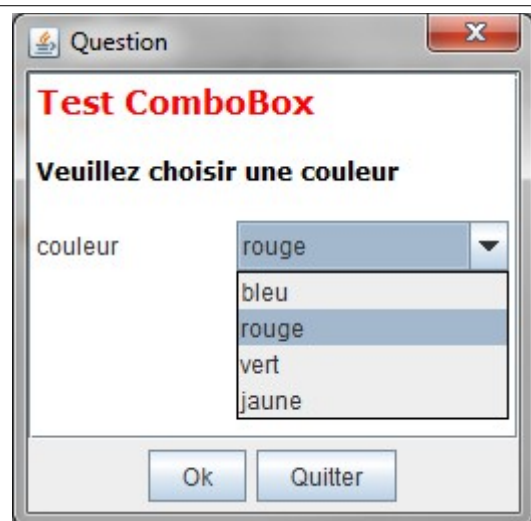 Question
Test ComboBox
Veuillez choisir une couleur
couleur rouge
bleu
rouge
vert
jaune
Ok Quitter